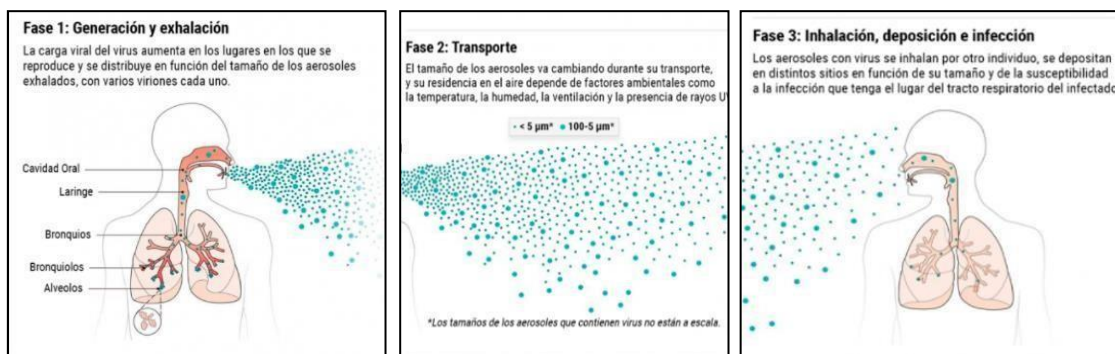 Fase 1: Generación y exhalación
La carga viral del virus aumenta en los lugares en los que se
reproduce y se distribuye en función del tamaño de los aerosoles
exhalados, con varios viriones cada uno.
Cavidad Oral
Laringe
Bronquios
Bronquiolos
Alveolos
Fase 2: Transporte
El tamaño de los aerosoles va cambiando durante su transporte,
y su residencia en el aire depende de factores ambientales como
la temperatura, la humedad, la ventilación y la presencia de rayos
< 5 µm* 100-5 µm*
*Los tamaños de los aerosoles que contienen virus no están a escala.
Fase 3: Inhalación, deposición e infección
Los aerosoles con virus se inhalan por otro individuo, se depositan
en distintos sitios en función de su tamaño y de la susceptibilidad
a la infección que tenga el lugar del tracto respiratorio del infectado